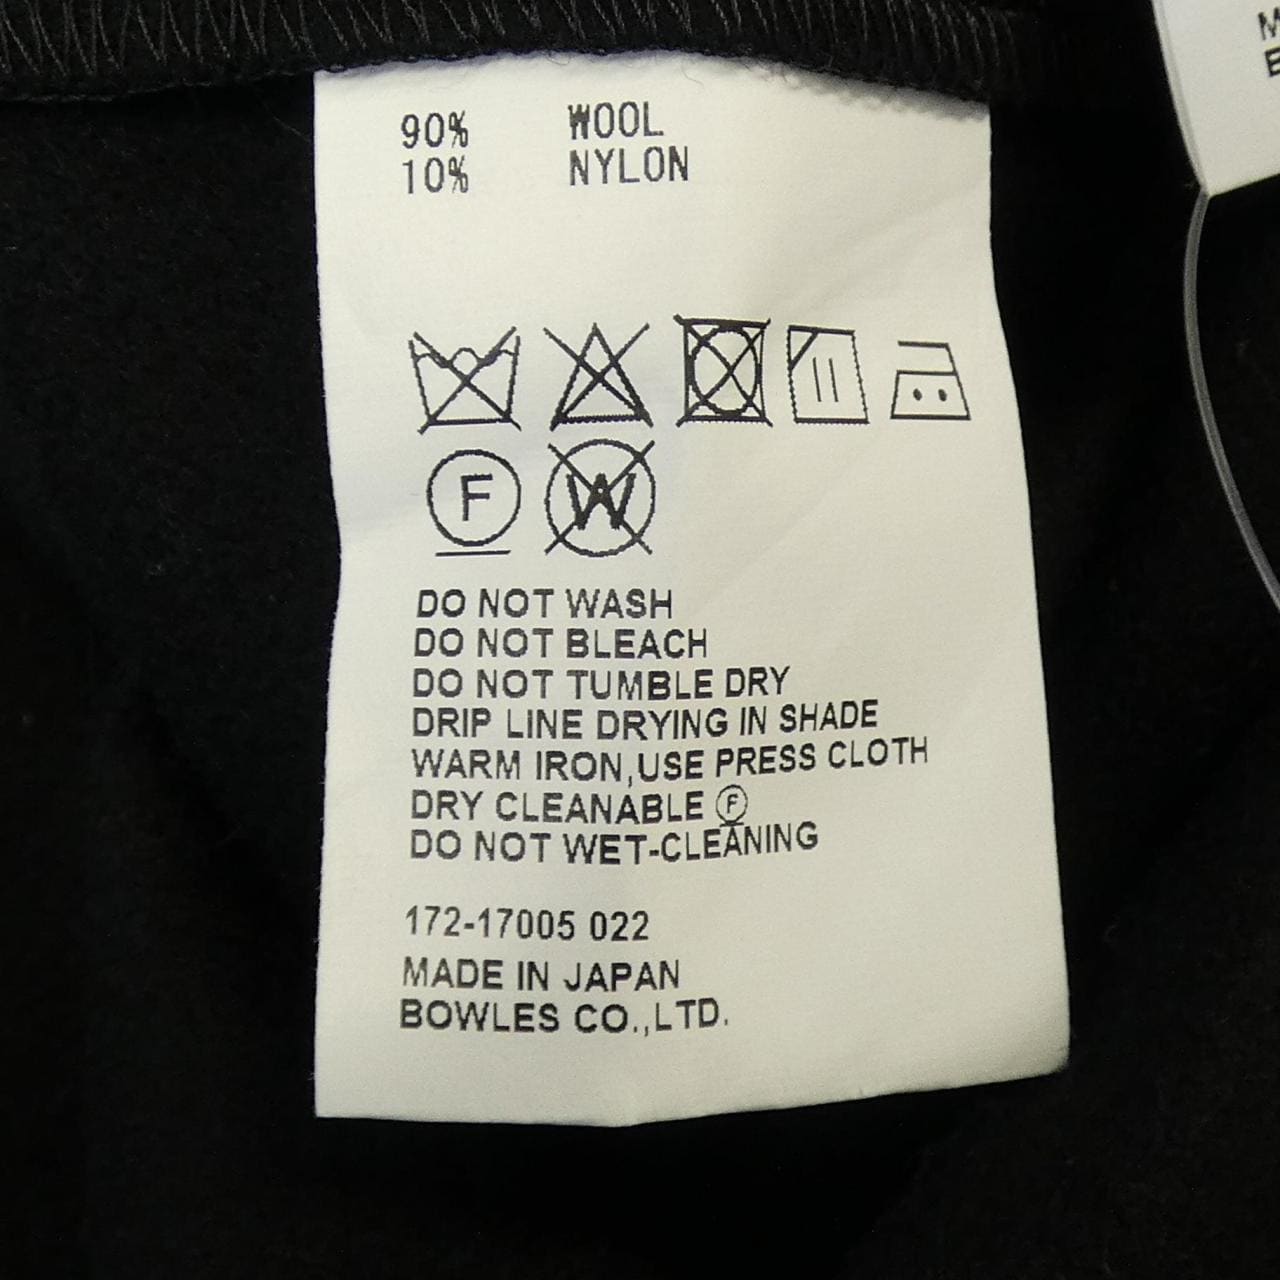 90% WOOL
10% NYLON
F W
DO NOT WASH
DO NOT BLEACH
DO NOT TUMBLE DRY
DRIP LINE DRYING IN SHADE
WARM IRON,USE PRESS CLOTH
DRY CLEANABLE Ⓕ
DO NOT WET-CLEANING
172-17005 022
MADE IN JAPAN
BOWLES CO.,LTD.